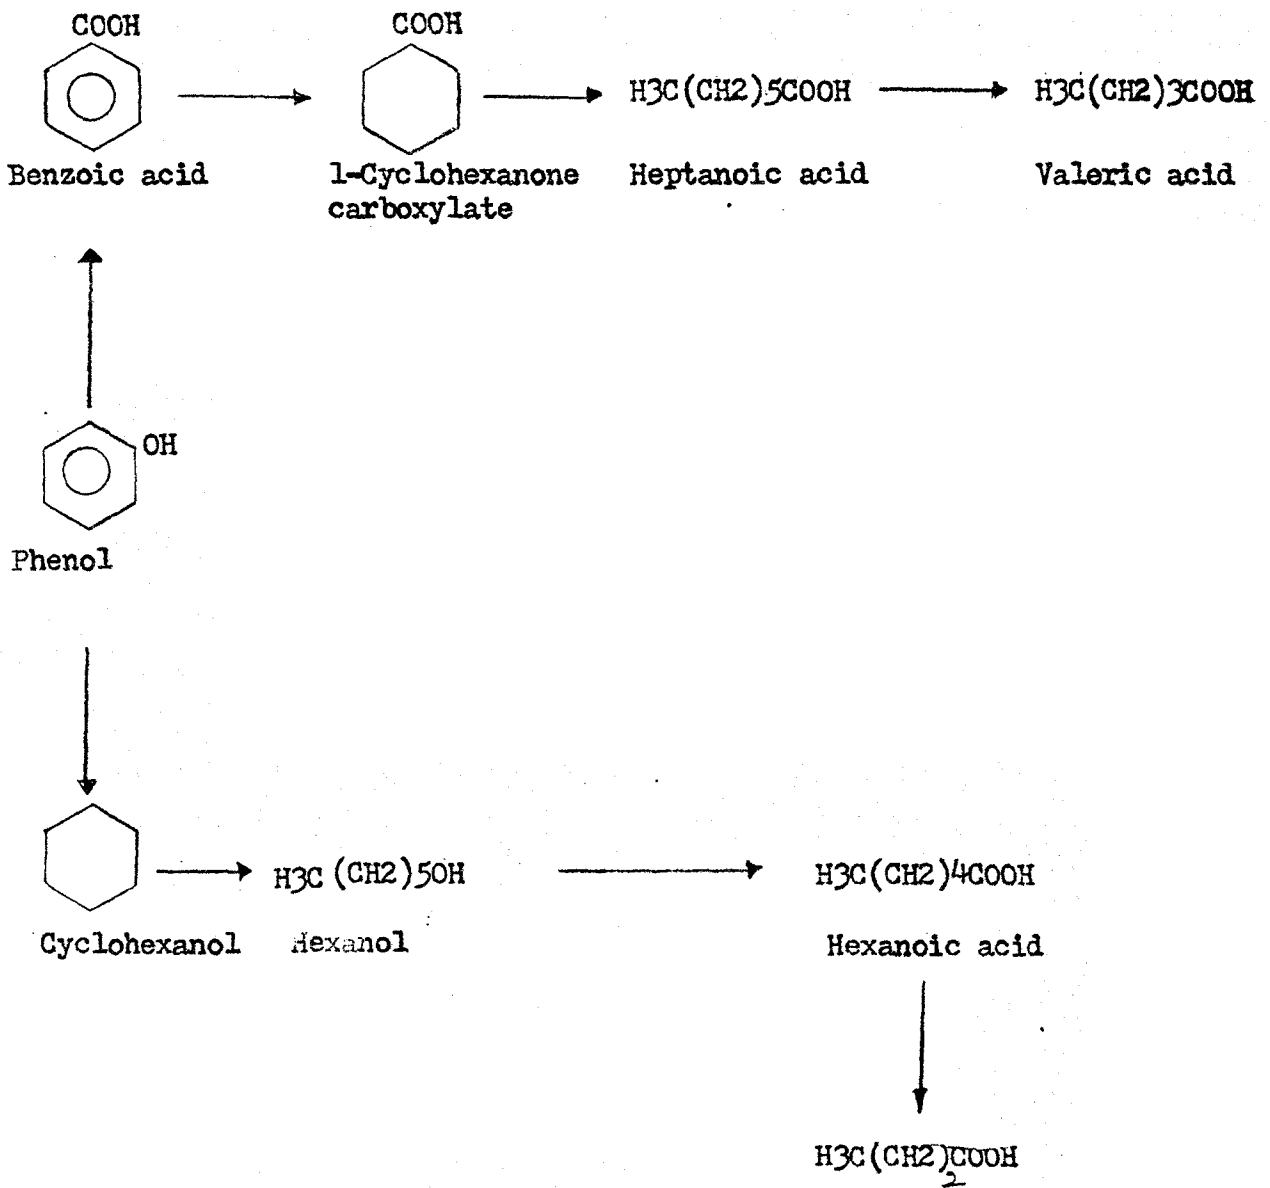 COOH
COOH
H3C(CH2)5COOH
H3C(CH2)3COOH
Benzoic acid
1-Cyclohexanone
carboxylate
Heptanoic acid
Valeric acid
OH
Phenol
H3C (CH2)5OH
H3C(CH2)4COOH
Cyclohexanol
Hexanol
Hexanoic acid
H3C(CH2)2COOH